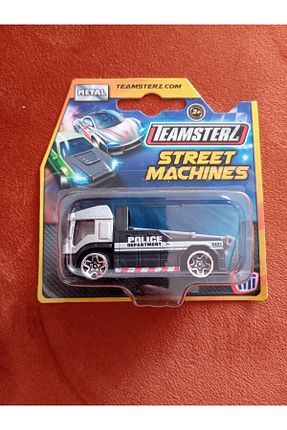 TEAMSTERZ.COM
METAL
3+
TEAMSTERZ
STREET
MACHINES
POLICE
DEPARTMENT